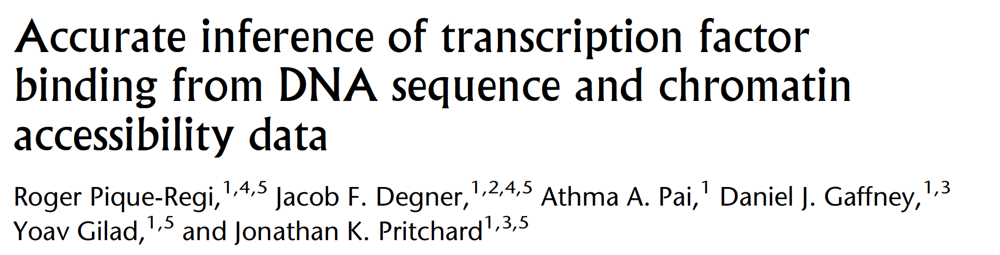 Accurate inference of transcription factor
binding from DNA sequence and chromatin
accessibility data
Roger Pique-Regi,1,4,5 Jacob F. Degner,1,2,4,5 Athma A. Pai,1 Daniel J. Gaffney,1,3
Yoav Gilad,1,5 and Jonathan K. Pritchard1,3,5